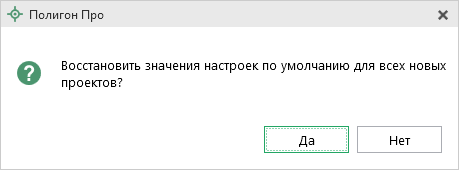 Полигон Про
Восстановить значения настроек по умолчанию для всех новых
проектов?
Да Нет